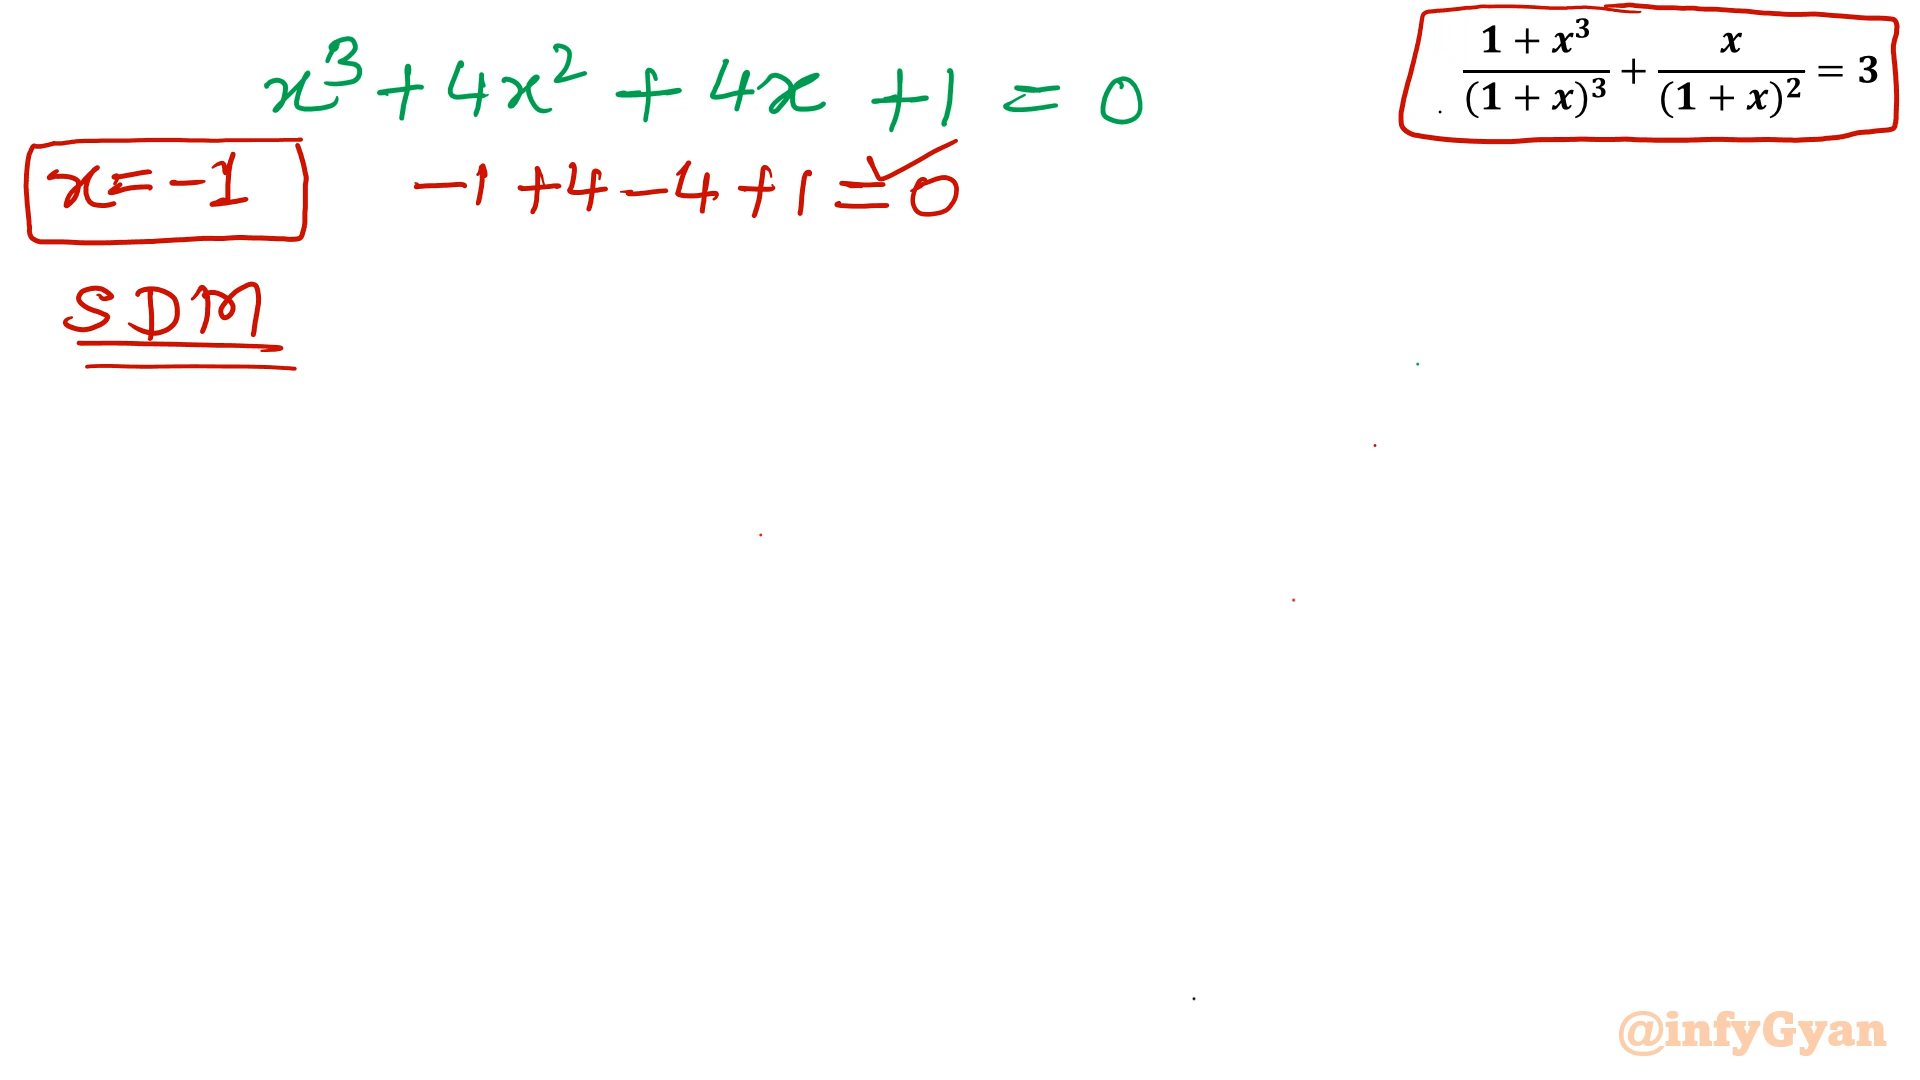 x³ + 4x² + 4x + 1 = 0
(1 + x³)/(1 + x)³ + x/(1 + x)² = 3
x = -1
-1 + 4 - 4 + 1 = 0 ✓
SDM
@infyGyan